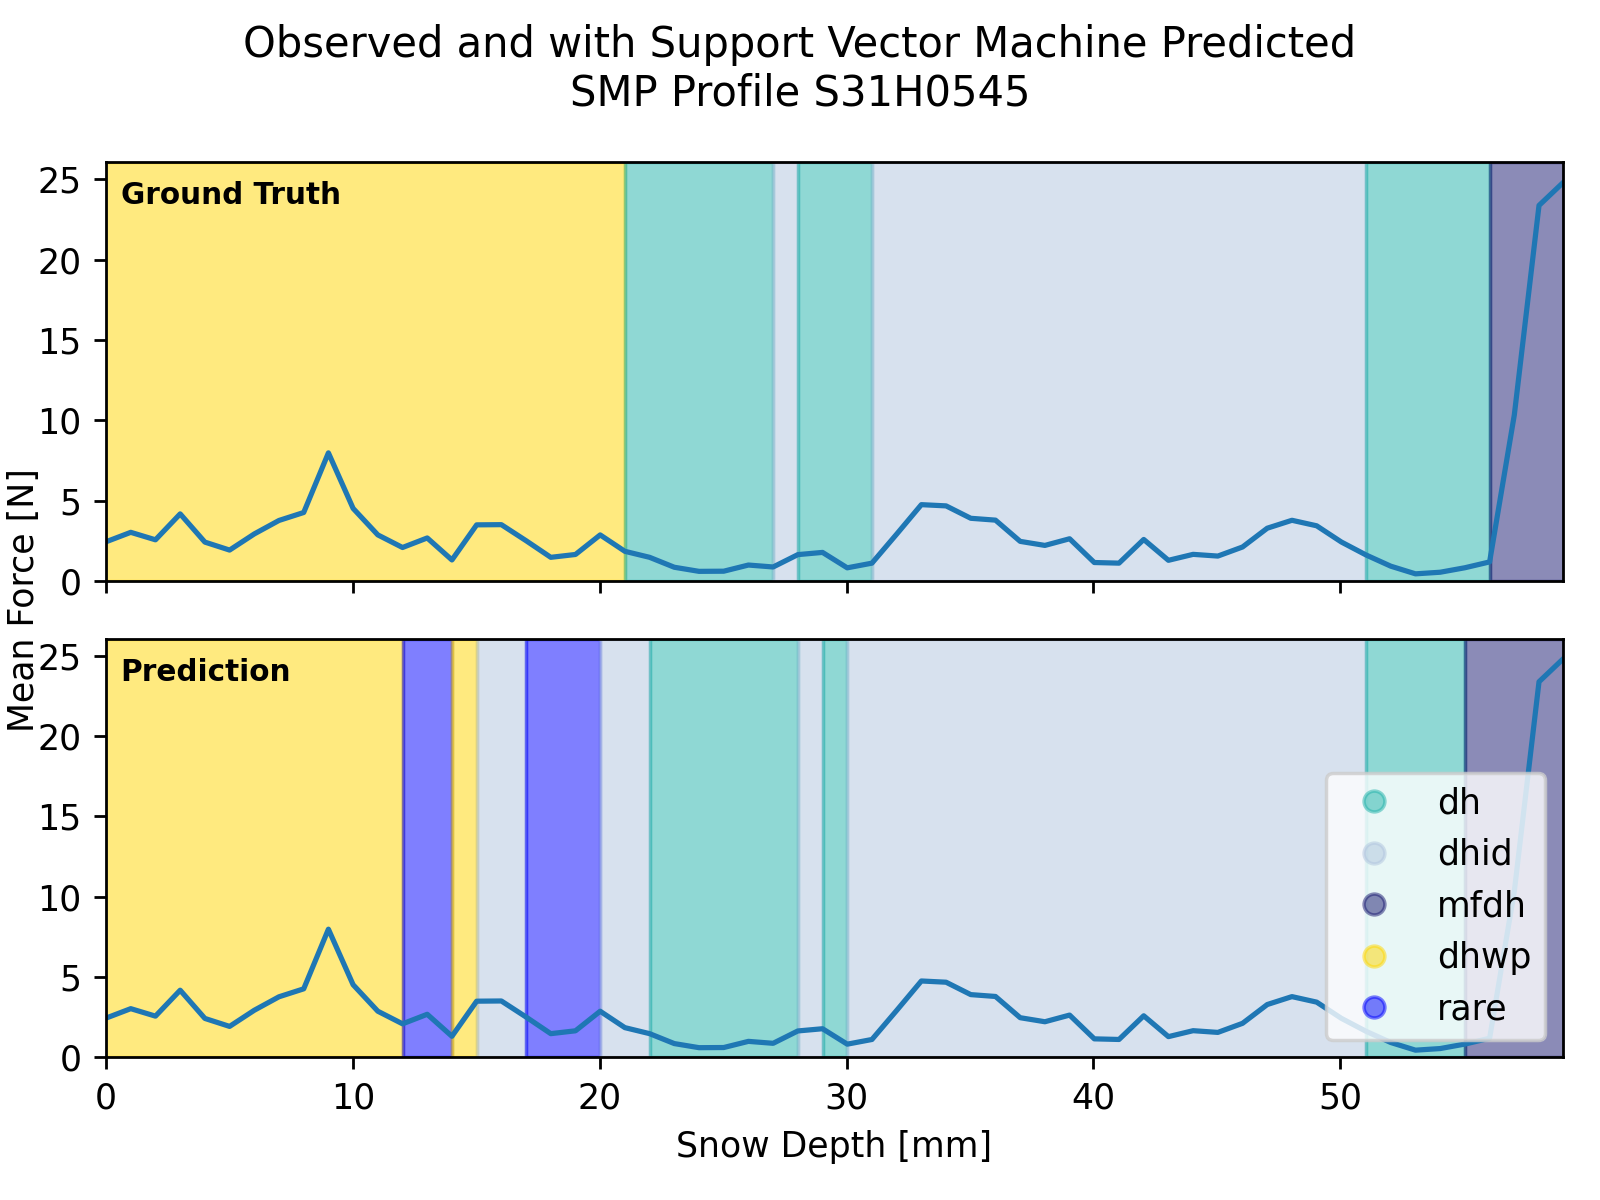 Observed and with Support Vector Machine Predicted
SMP Profile S31H0545
Mean Force [N]
25
20
15
10
5
0
Ground Truth
25
20
15
10
5
0
Prediction
dh
dhid
mfdh
dhwp
rare
0 10 20 30 40 50
Snow Depth [mm]